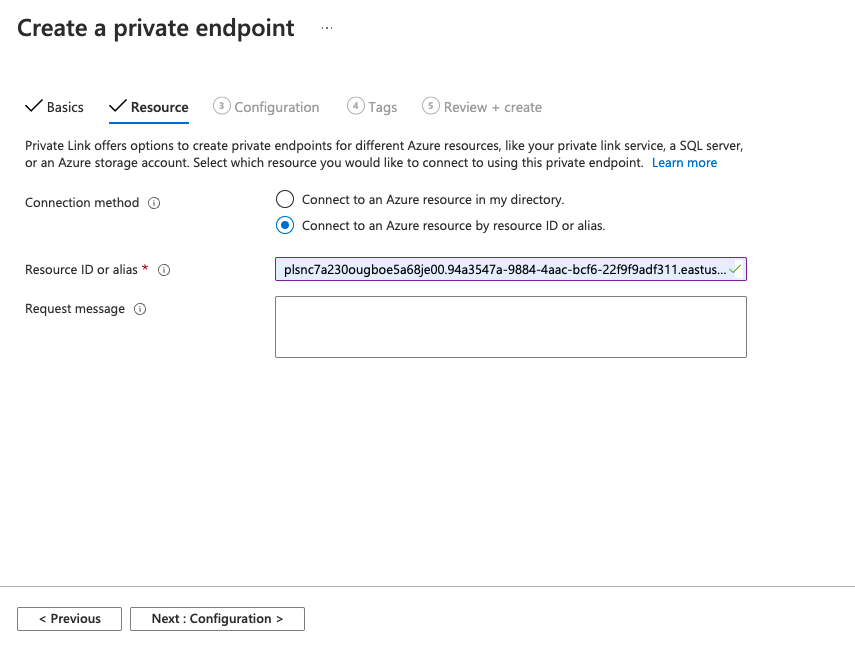 Create a private endpoint ...
Basics Resource 3 Configuration 4 Tags 5 Review + create
Private Link offers options to create private endpoints for different Azure resources, like your private link service, a SQL server,
or an Azure storage account. Select which resource you would like to connect to using this private endpoint. Learn more
Connection method
Connect to an Azure resource in my directory.
Connect to an Azure resource by resource ID or alias.
Resource ID or alias * plsnc7a230ougboe5a68je00.94a3547a-9884-4aac-bcf6-22f9f9adf311.eastus...
Request message
< Previous Next : Configuration >